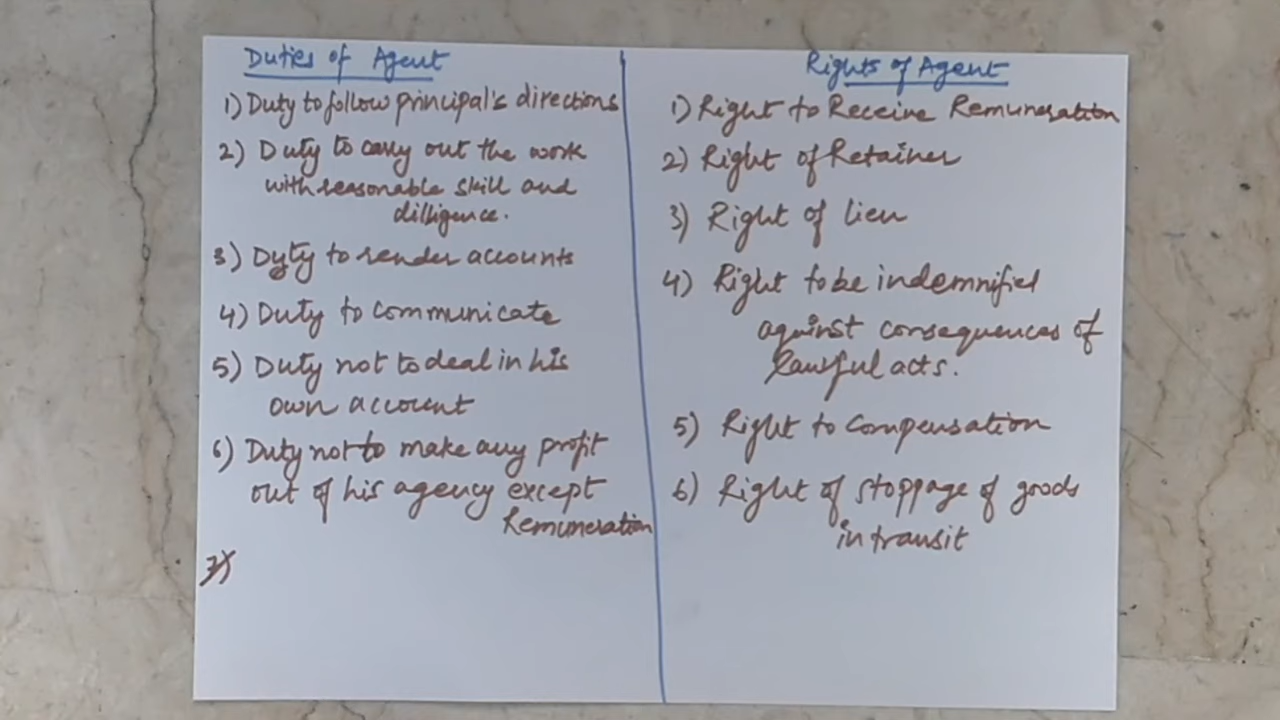 Duties of Agent
1) Duty to follow principal's directions
2) Duty to carry out the work
with reasonable skill and
dilligence.
3) Duty to render accounts
4) Duty to communicate
5) Duty not to deal in his
own account
6) Duty not to make any profit
out of his agency except
Remuneration
7)
Rights of Agent
1) Right to Receive Remuneration
2) Right of Retainer
3) Right of lien
4) Right to be indemnified
against consequences of
lawful acts.
5) Right to compensation
6) Right of stoppage of goods
in transit